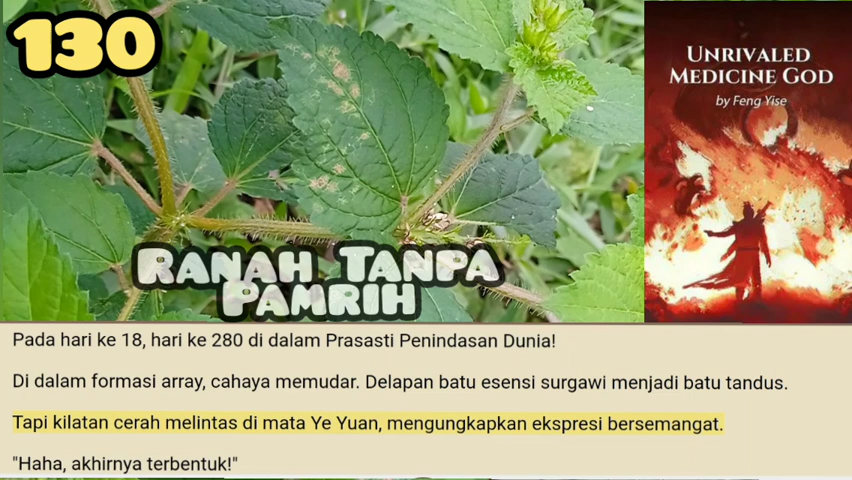 130
UNRIVALED
MEDICINE GOD
by Feng Yise
RANAH TANPA
PAMRIH
Pada hari ke 18, hari ke 280 di dalam Prasasti Penindasan Dunia!
Di dalam formasi array, cahaya memudar. Delapan batu esensi surgawi menjadi batu tandus.
Tapi kilatan cerah melintas di mata Ye Yuan, mengungkapkan ekspresi bersemangat.
"Haha, akhirnya terbentuk!"